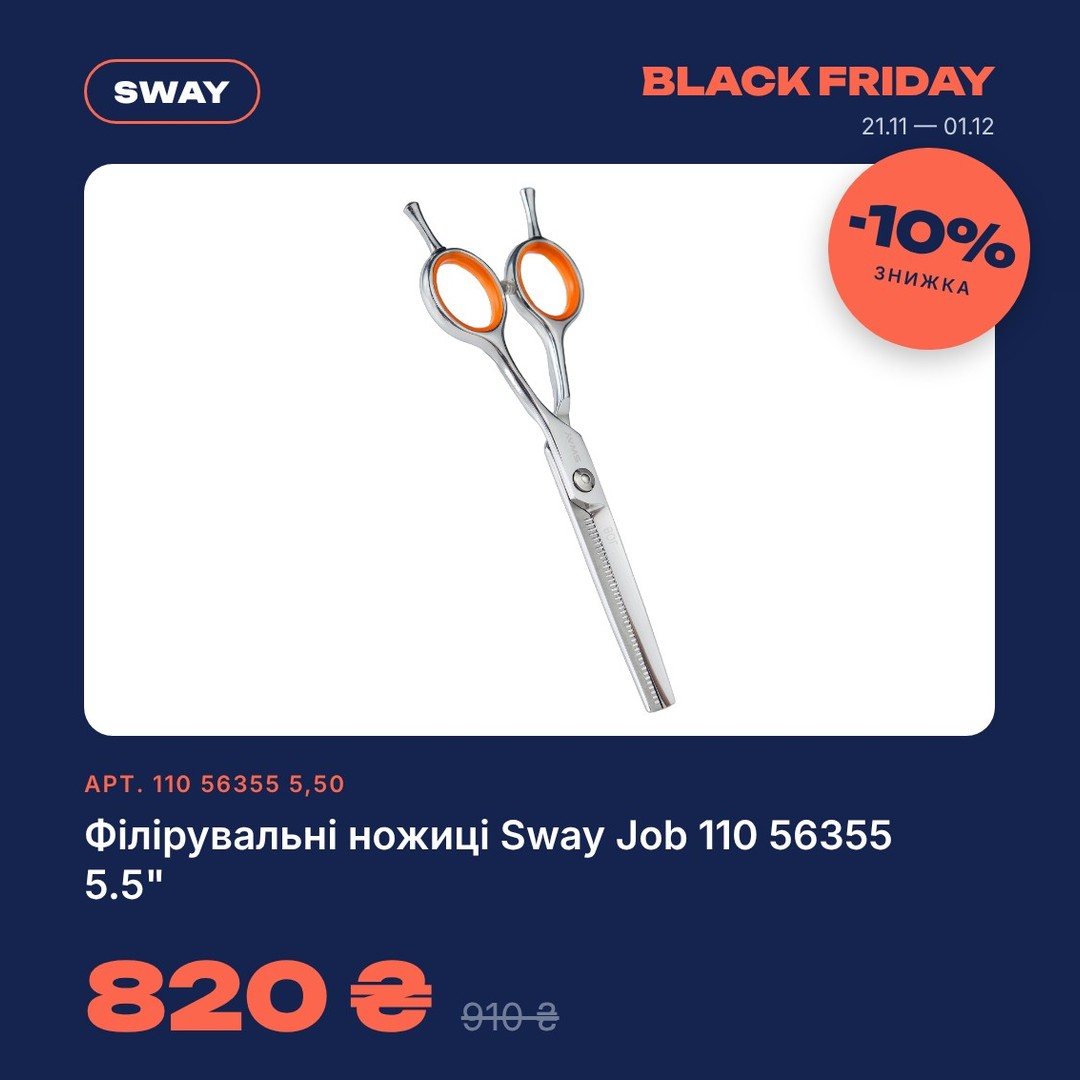 SWAY
BLACK FRIDAY
21.11 — 01.12
-10%
ЗНИЖКА
АРТ. 110 56355 5,50
Філірувальні ножиці Sway Job 110 56355
5.5"
820 ₴ 910 ₴